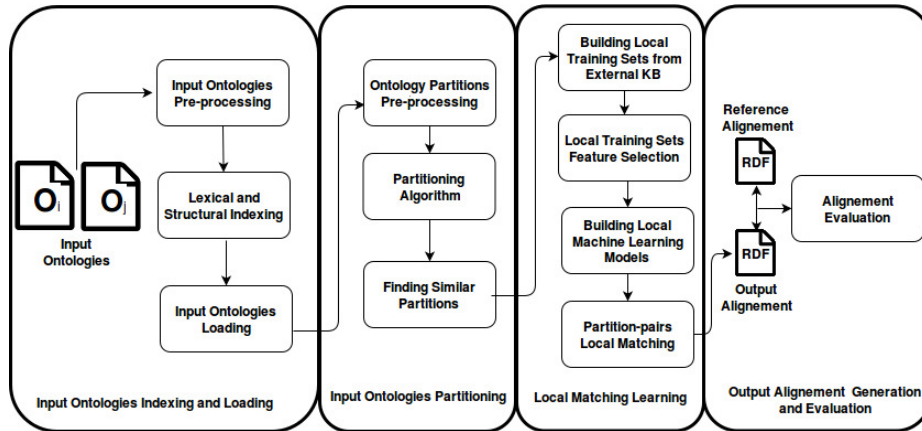 Input Ontologies
Pre-processing
O i
O j
Input
Ontologies
Lexical and
Structural Indexing
Input Ontologies
Loading
Input Ontologies Indexing and Loading
Ontology Partitions
Pre-processing
Partitioning
Algorithm
Finding Similar
Partitions
Input Ontologies Partitioning
Building Local
Training Sets from
External KB
Local Training Sets
Feature Selection
Building Local
Machine Learning
Models
Partition-pairs
Local Matching
Local Matching Learning
Reference
Alignement
RDF
RDF
Output
Alignement
Alignement
Evaluation
Output Alignement Generation
and Evaluation